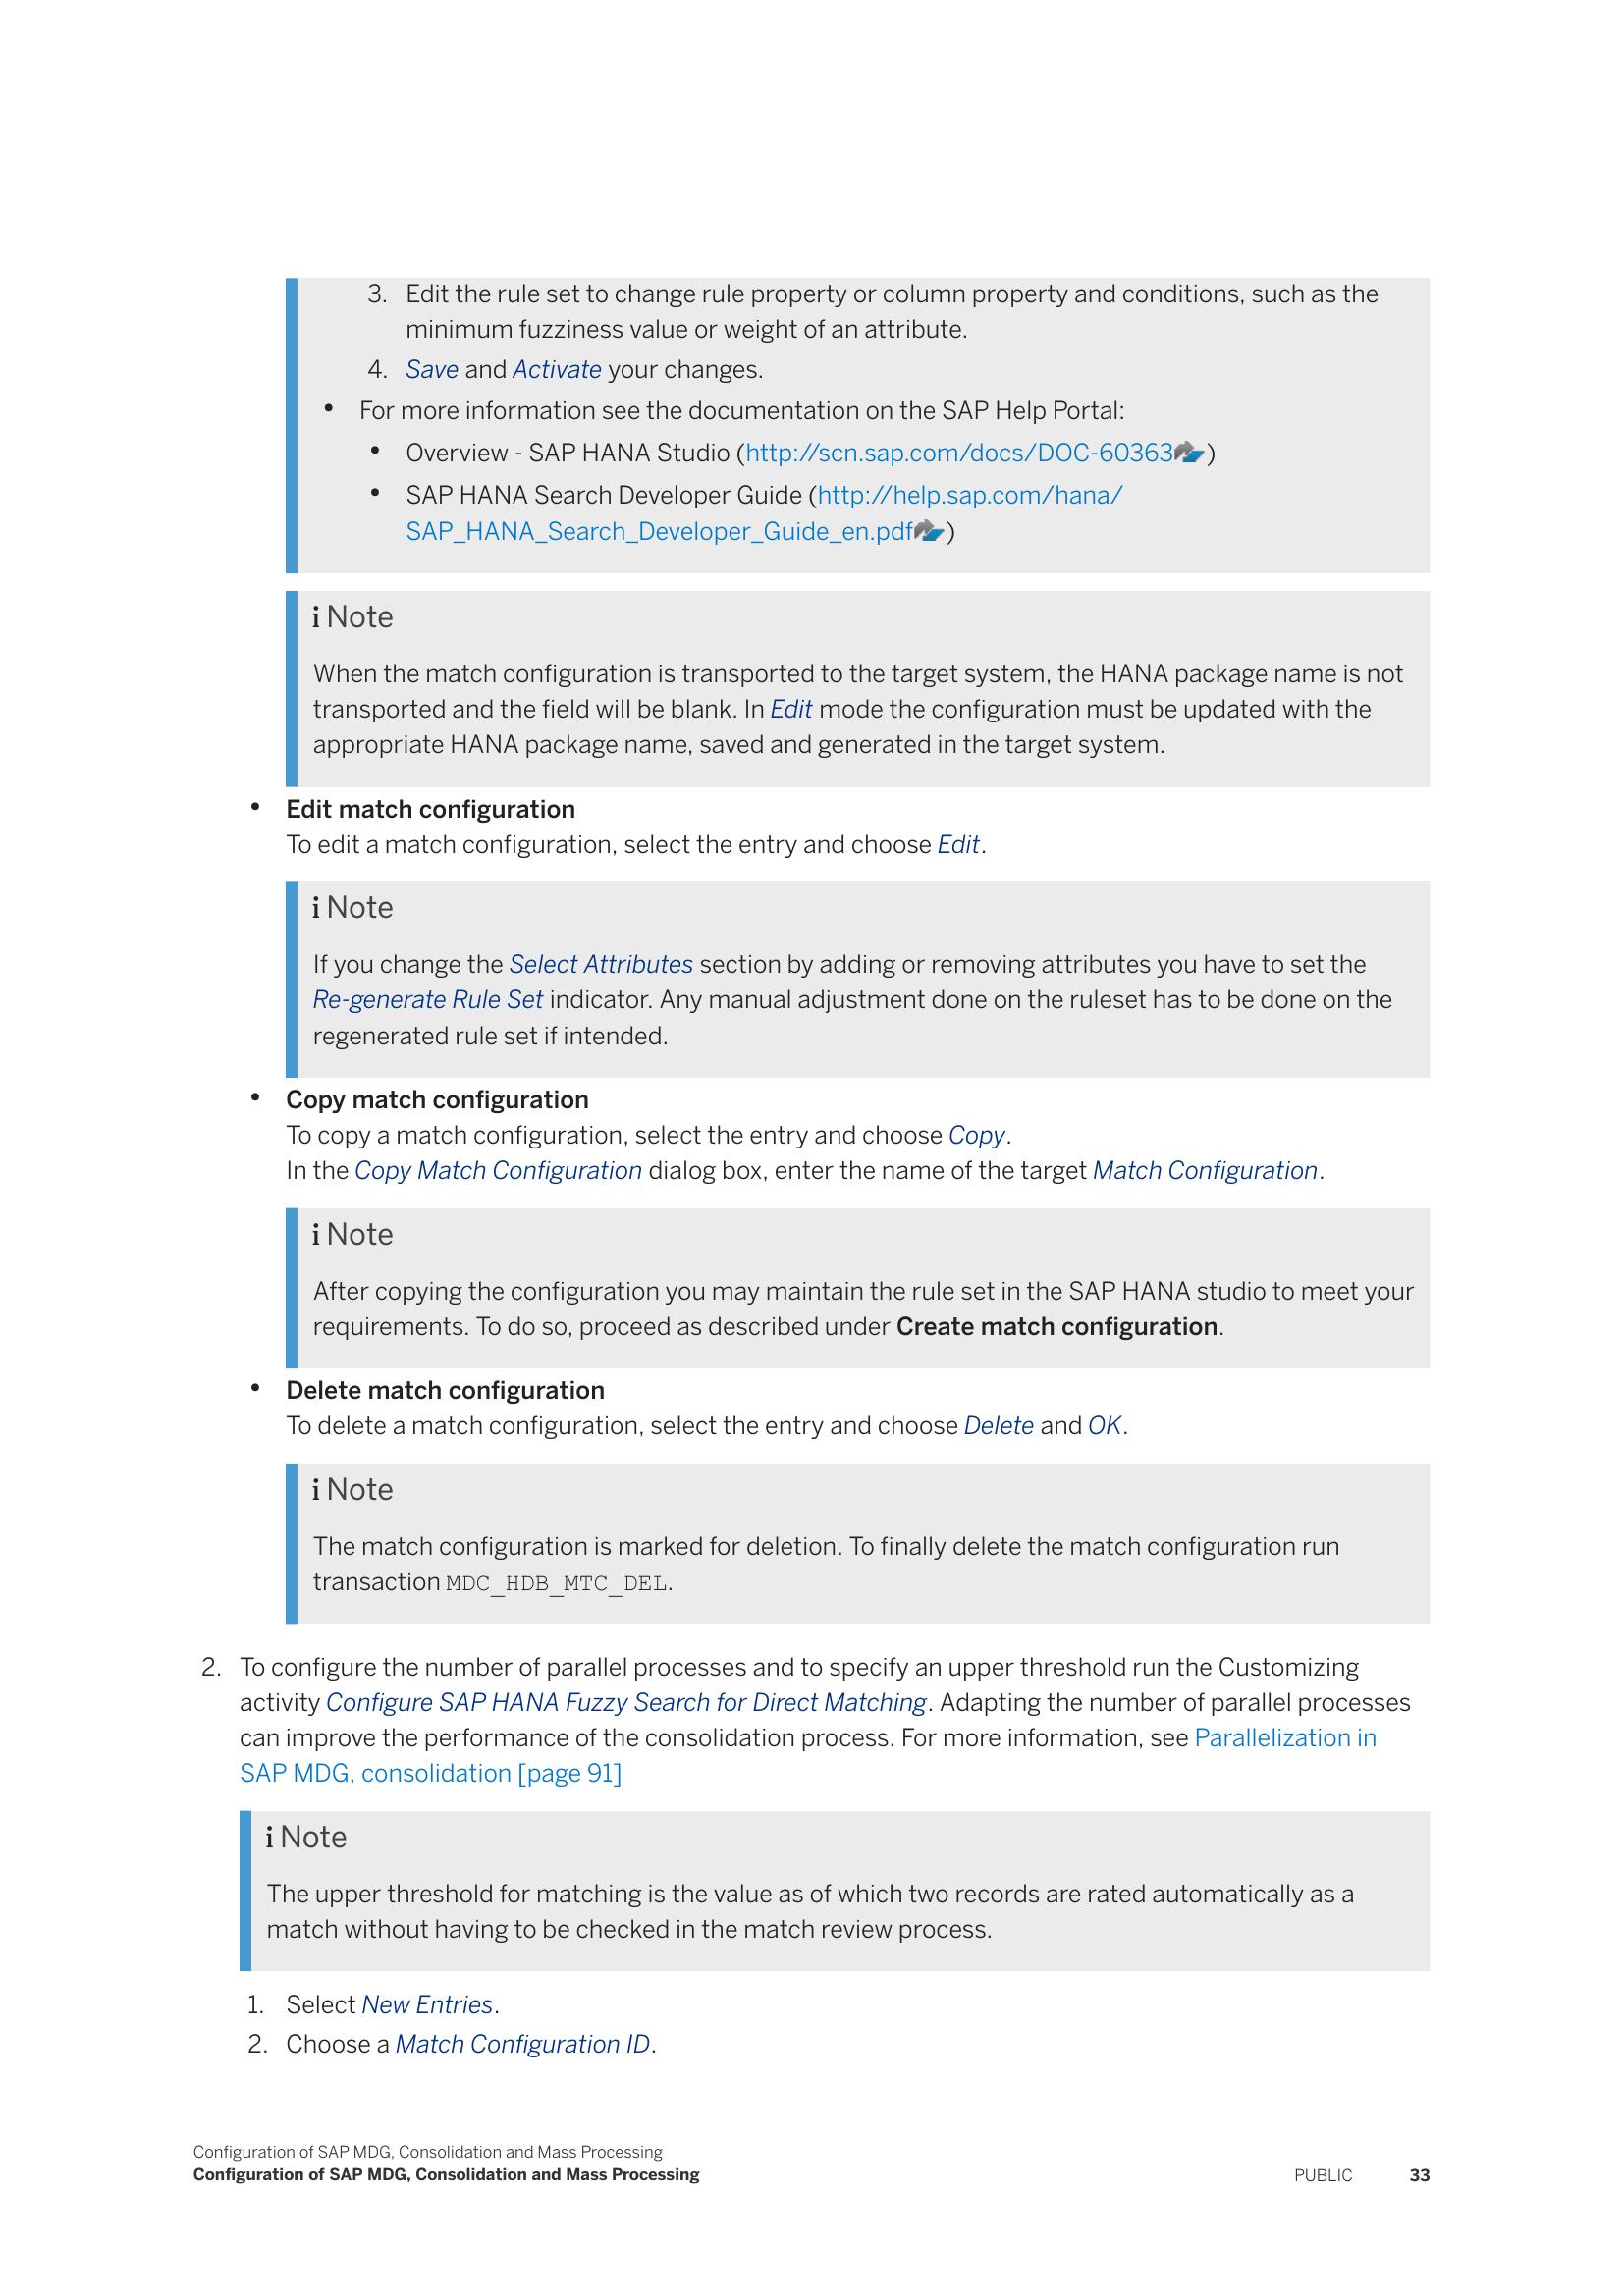 3. Edit the rule set to change rule property or column property and conditions, such as the
minimum fuzziness value or weight of an attribute.
4. Save and Activate your changes.
• For more information see the documentation on the SAP Help Portal:
• Overview - SAP HANA Studio (http://scn.sap.com/docs/DOC-60363)
• SAP HANA Search Developer Guide (http://help.sap.com/hana/
SAP_HANA_Search_Developer_Guide_en.pdf)
i Note
When the match configuration is transported to the target system, the HANA package name is not
transported and the field will be blank. In Edit mode the configuration must be updated with the
appropriate HANA package name, saved and generated in the target system.
• Edit match configuration
To edit a match configuration, select the entry and choose Edit.
i Note
If you change the Select Attributes section by adding or removing attributes you have to set the
Re-generate Rule Set indicator. Any manual adjustment done on the ruleset has to be done on the
regenerated rule set if intended.
• Copy match configuration
To copy a match configuration, select the entry and choose Copy.
In the Copy Match Configuration dialog box, enter the name of the target Match Configuration.
i Note
After copying the configuration you may maintain the rule set in the SAP HANA studio to meet your
requirements. To do so, proceed as described under Create match configuration.
• Delete match configuration
To delete a match configuration, select the entry and choose Delete and OK.
i Note
The match configuration is marked for deletion. To finally delete the match configuration run
transaction MDC_HDB_MTC_DEL.
2. To configure the number of parallel processes and to specify an upper threshold run the Customizing
activity Configure SAP HANA Fuzzy Search for Direct Matching. Adapting the number of parallel processes
can improve the performance of the consolidation process. For more information, see Parallelization in
SAP MDG, consolidation [page 91]
i Note
The upper threshold for matching is the value as of which two records are rated automatically as a
match without having to be checked in the match review process.
1. Select New Entries.
2. Choose a Match Configuration ID.
Configuration of SAP MDG, Consolidation and Mass Processing
Configuration of SAP MDG, Consolidation and Mass Processing
PUBLIC 33